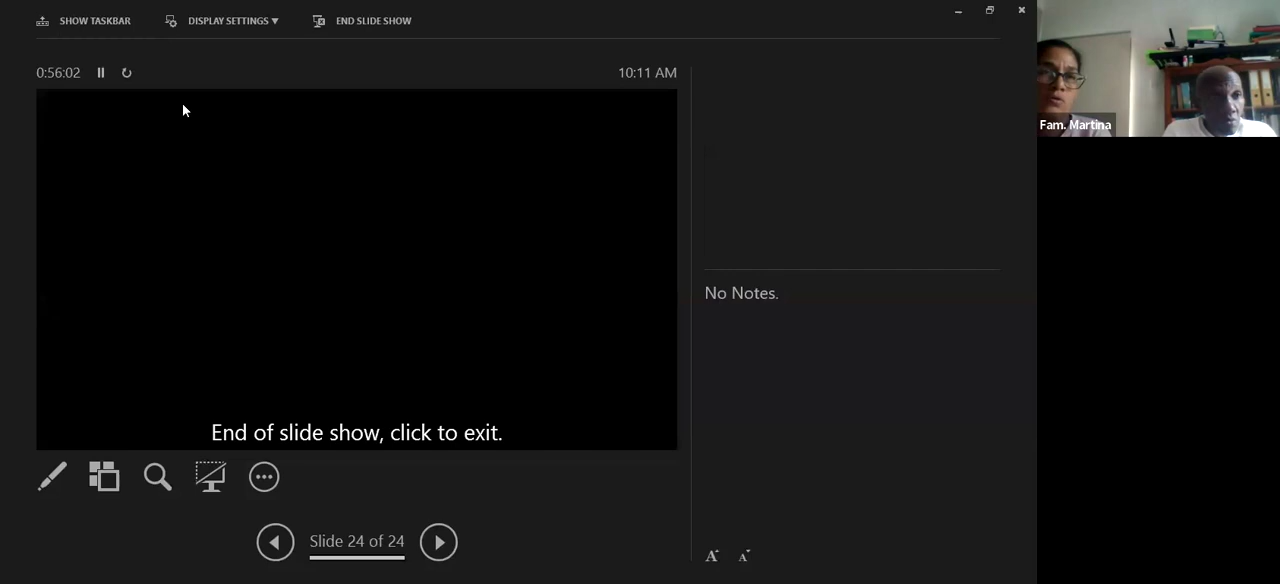 SHOW TASKBAR
DISPLAY SETTINGS ▾
END SLIDE SHOW
0:56:02
10:11 AM
End of slide show, click to exit.
No Notes.
Slide 24 of 24
A A
Fam. Martina